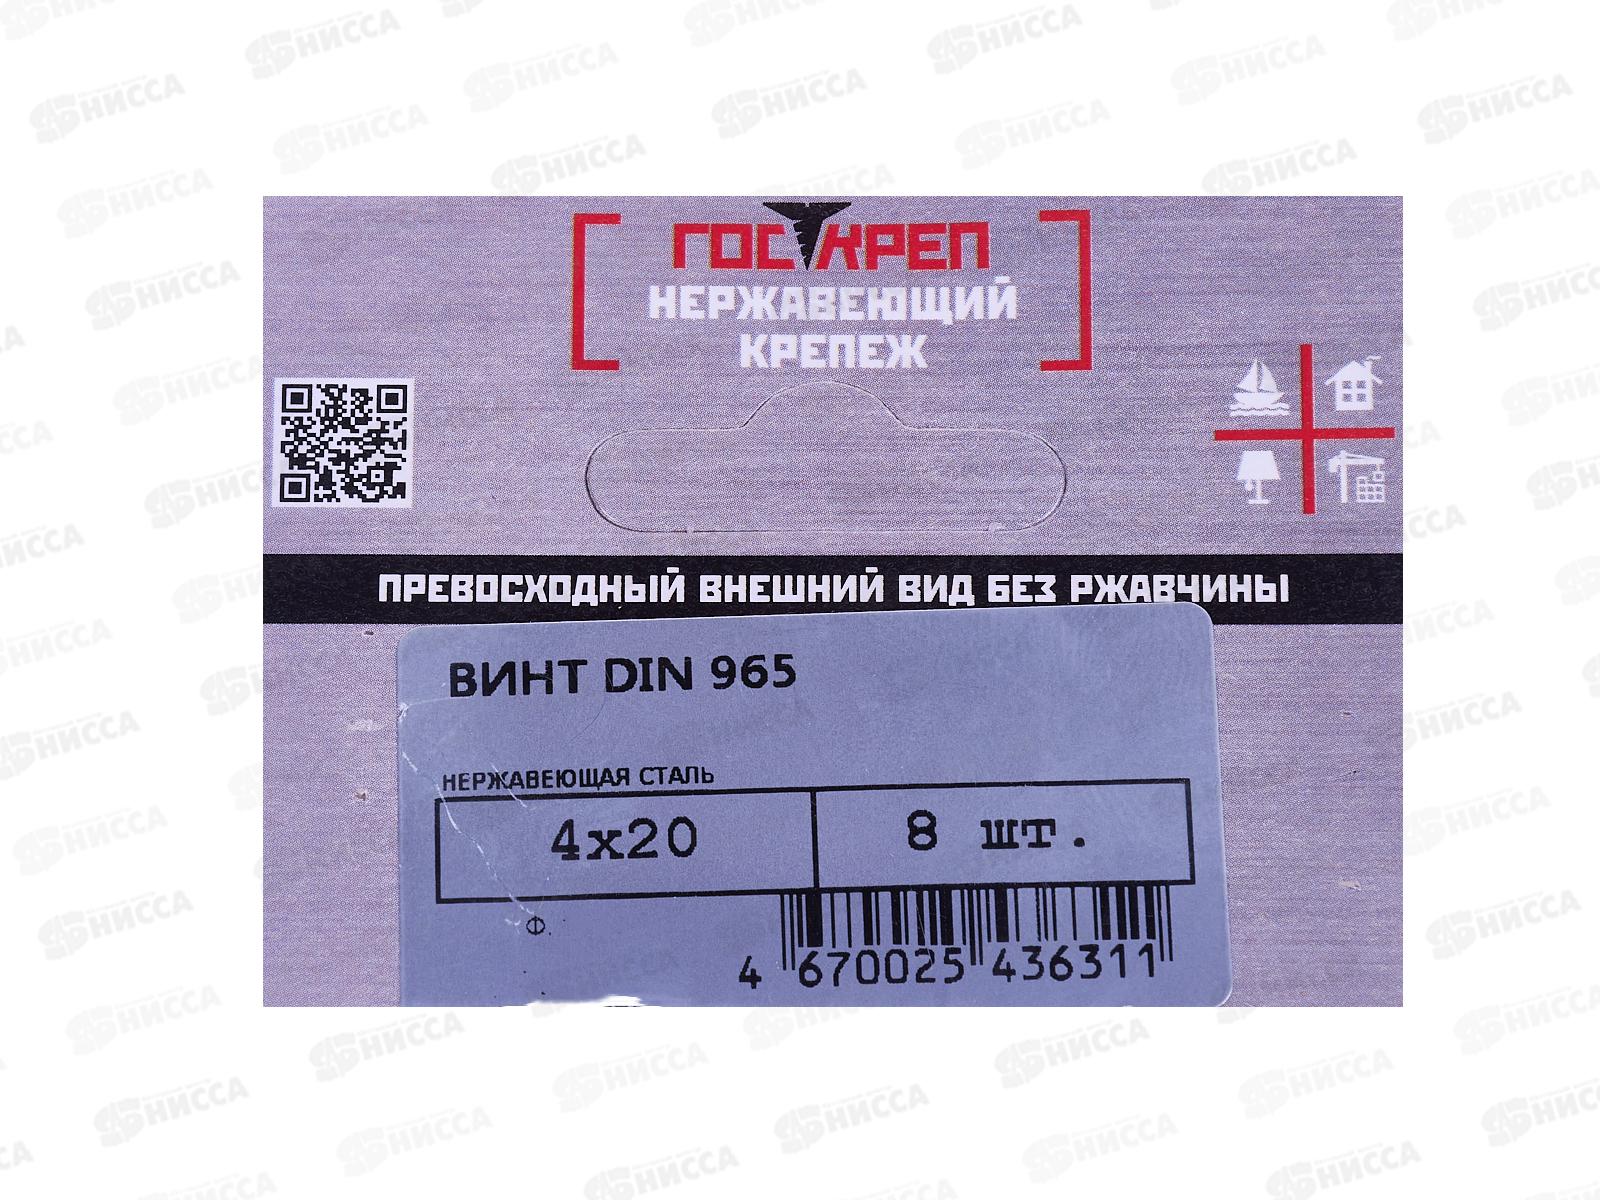 ГОСКРЕП
НЕРЖАВЕЮЩИЙ
КРЕПЕЖ
ПРЕВОСХОДНЫЙ ВНЕШНИЙ ВИД БЕЗ РЖАВЧИНЫ
ВИНТ DIN 965
НЕРЖАВЕЮЩАЯ СТАЛЬ
4x20
8 шт.
Ф
4 670025 436311
НИССА